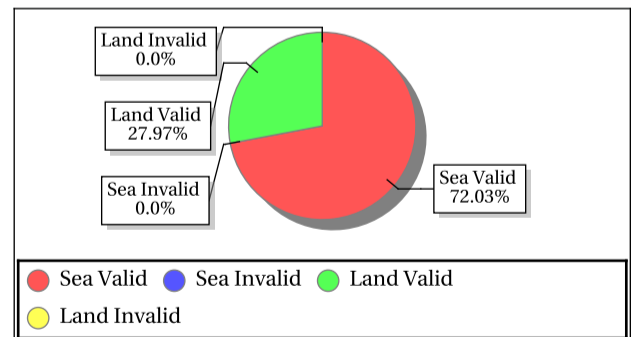 Land Invalid
0.0%
Land Valid
27.97%
Sea Invalid
0.0%
Sea Valid
72.03%
Sea Valid Sea Invalid Land Valid
Land Invalid